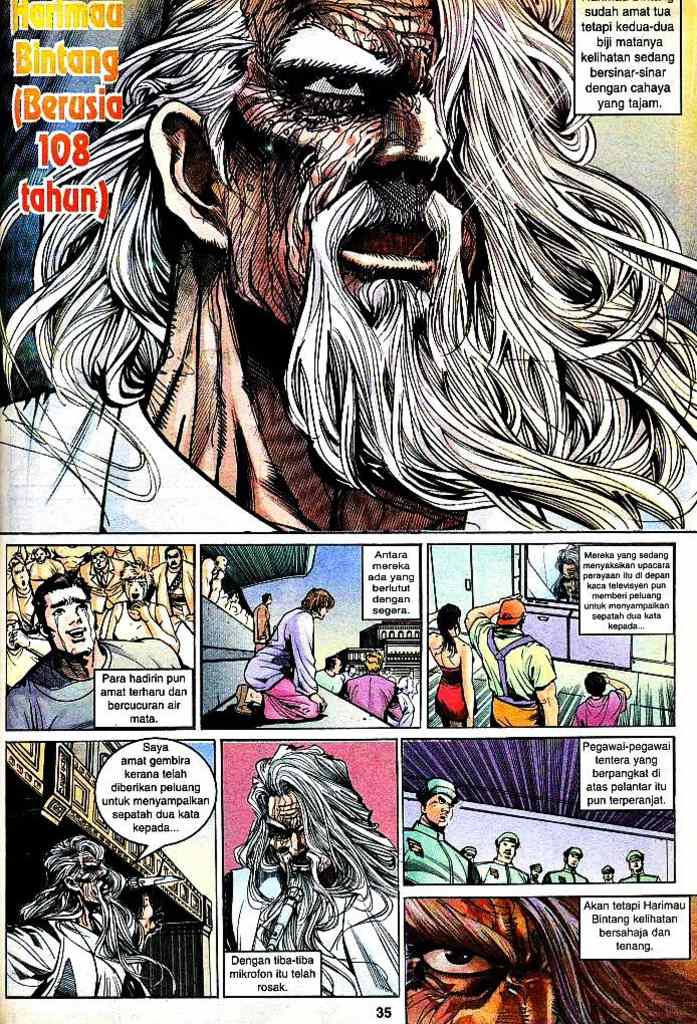 Harimau
Bintang
(Berusia
108
tahun)
Harimau Bintang
sudah amat tua
tetapi kedua-dua
biji matanya
kelihatan sedang
bersinar-sinar
dengan cahaya
yang tajam.
Para hadirin pun
amat terharu dan
bercucuran air
mata.
Antara
mereka
ada yang
berlutut
dengan
segera.
Mereka yang sedang
menyaksikan upacara
perayaan itu di depan
kaca televisyen pun
memberi peluang
untuk menyampaikan
sepatah dua kata
kepada...
Saya
amat gembira
kerana telah
diberikan peluang
untuk menyampaikan
sepatah dua kata
kepada...
Dengan tiba-tiba
mikrofon itu telah
rosak.
Pegawai-pegawai
tentera yang
berpangkat di
atas pelantar itu
pun terperanjat.
Akan tetapi Harimau
Bintang kelihatan
bersahaja dan
tenang.
35